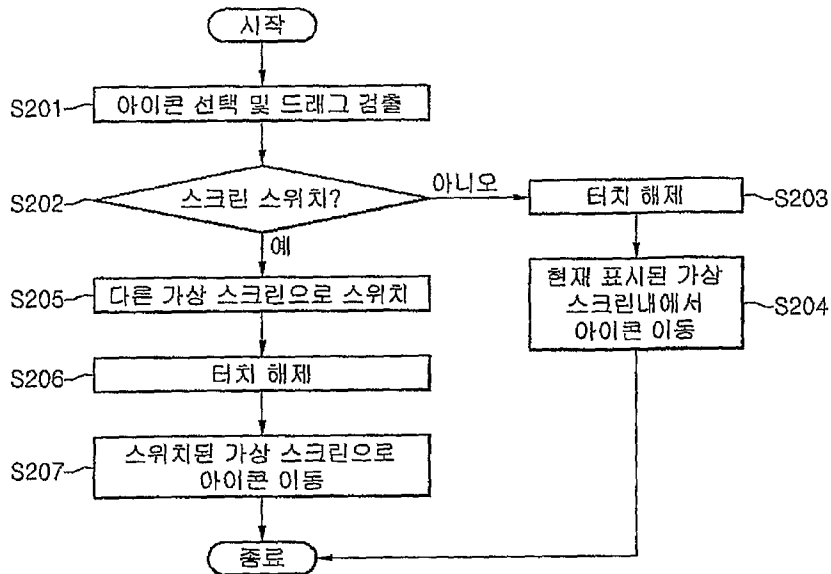 시작
S201
아이콘 선택 및 드래그 검출
S202
스크린 스위치?
아니오
터치 해제
S203
예
현재 표시된 가상
스크린내에서
아이콘 이동
S204
S205
다른 가상 스크린으로 스위치
S206
터치 해제
S207
스위치된 가상 스크린으로
아이콘 이동
종료